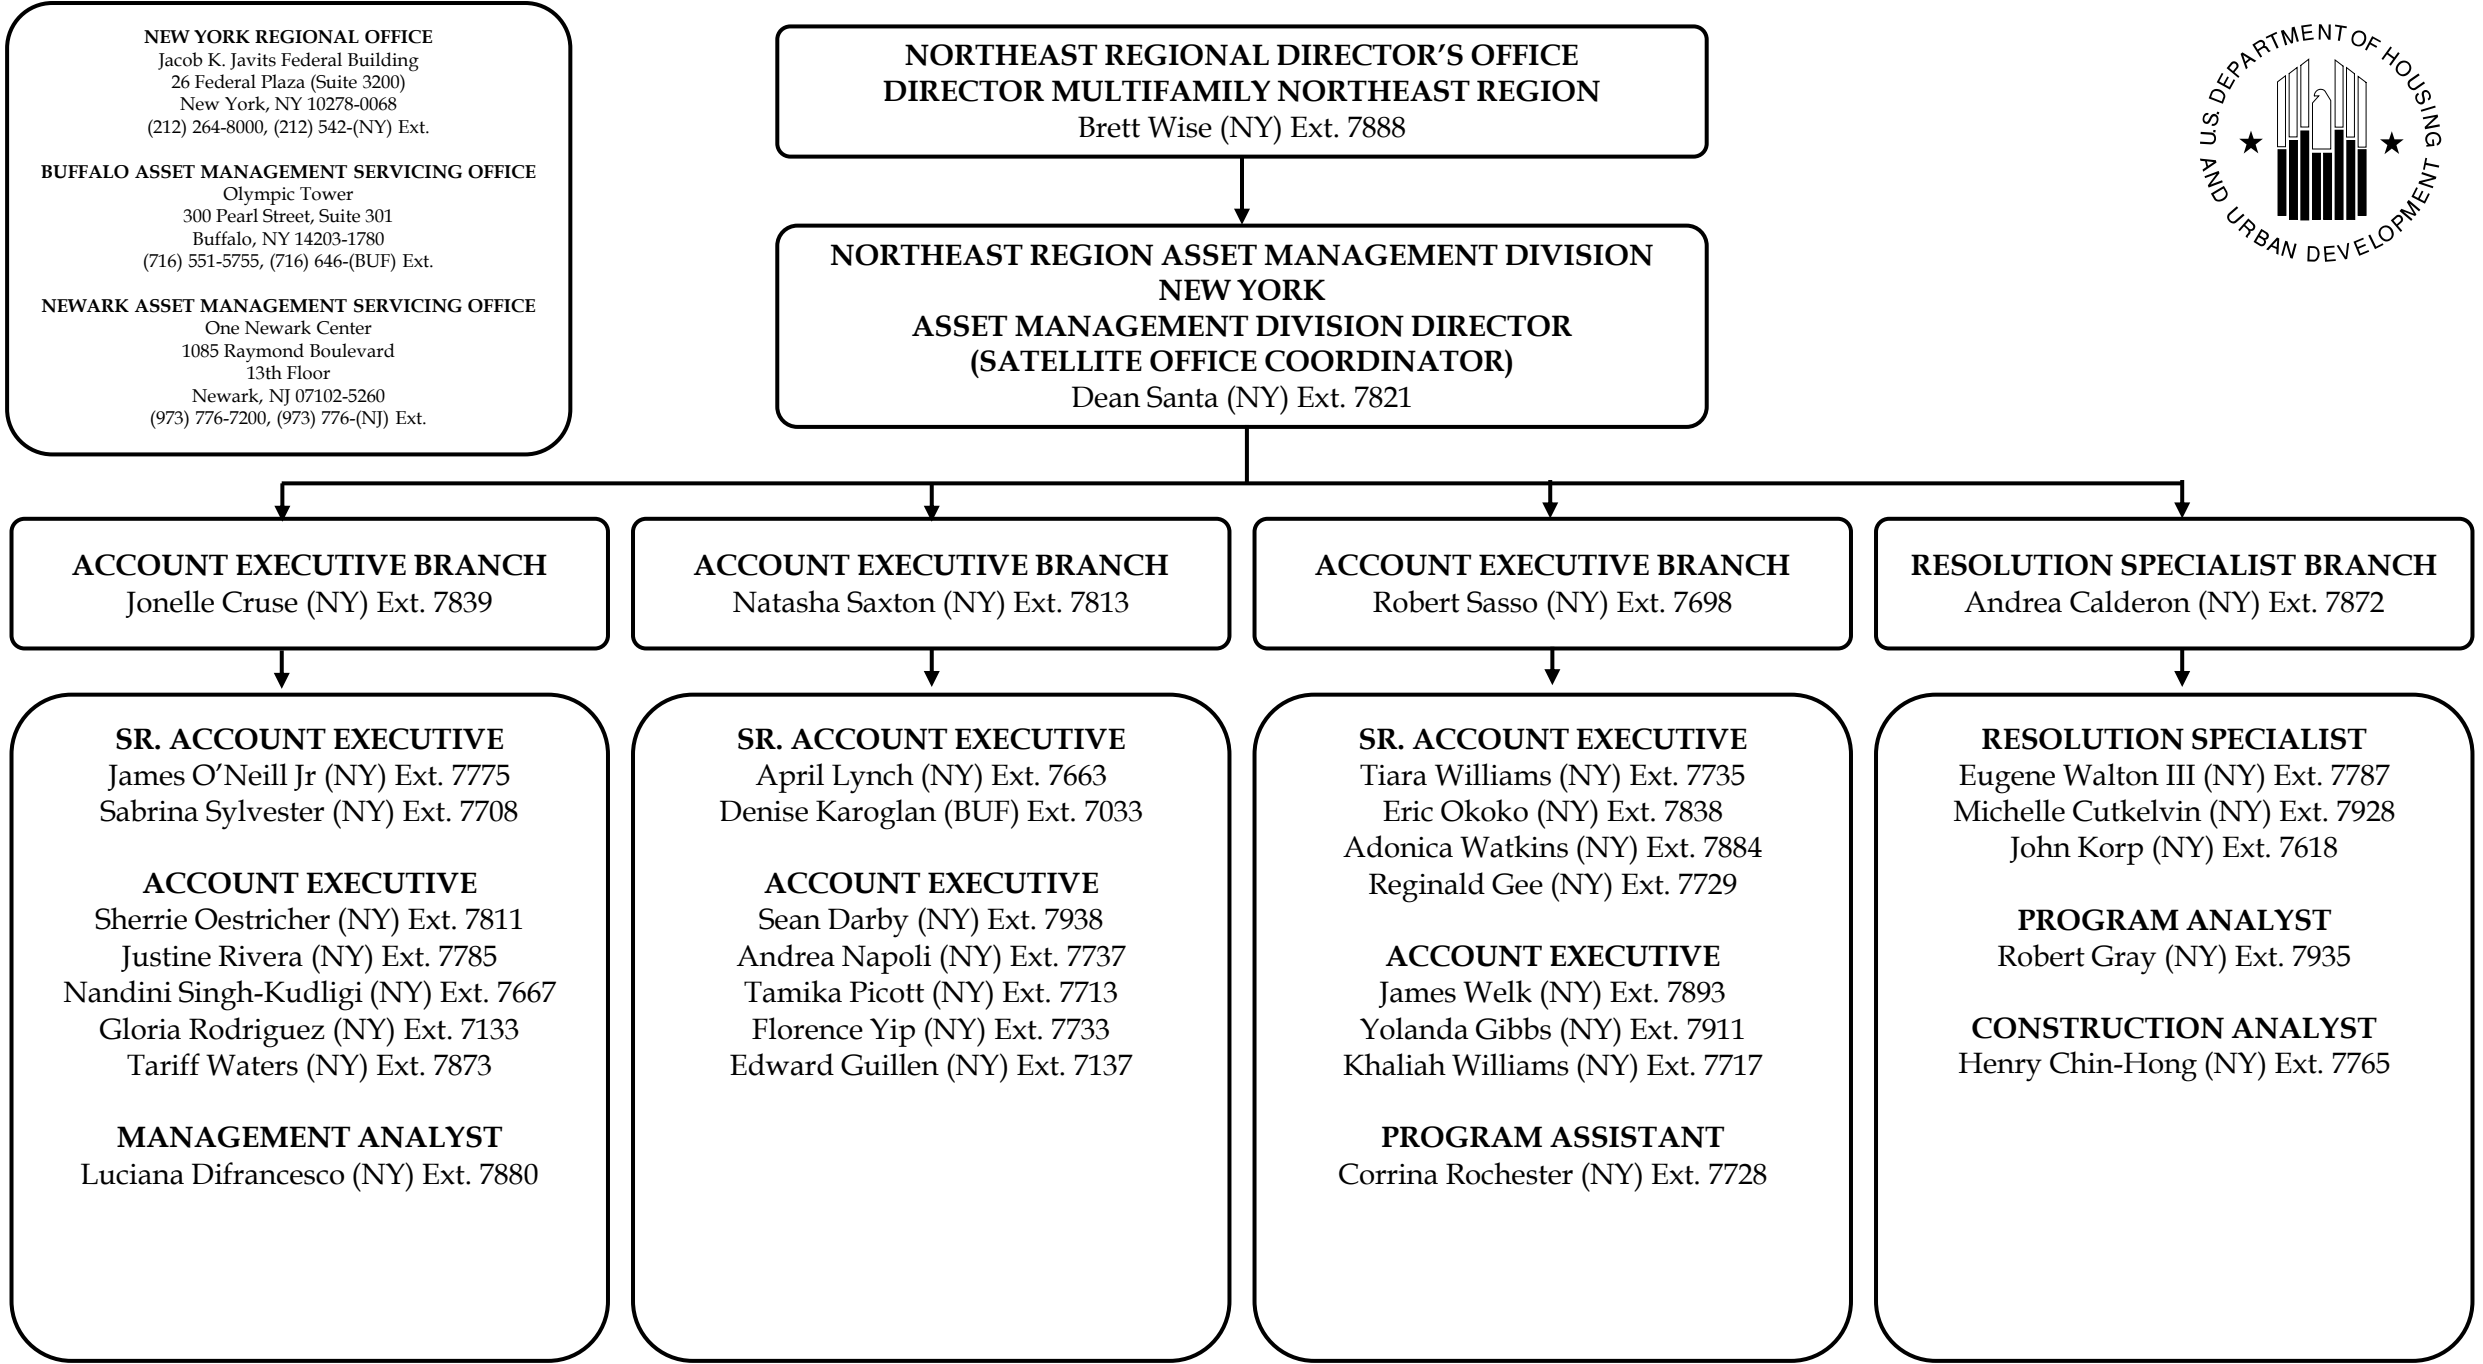 NEW YORK REGIONAL OFFICE
Jacob K. Javits Federal Building
26 Federal Plaza (Suite 3200)
New York, NY 10278-0068
(212) 264-8000, (212) 542-(NY) Ext.
BUFFALO ASSET MANAGEMENT SERVICING OFFICE
Olympic Tower
300 Pearl Street, Suite 301
Buffalo, NY 14203-1780
(716) 551-5755, (716) 646-(BUF) Ext.
NEWARK ASSET MANAGEMENT SERVICING OFFICE
One Newark Center
1085 Raymond Boulevard
13th Floor
Newark, NJ 07102-5260
(973) 776-7200, (973) 776-(NJ) Ext.
NORTHEAST REGIONAL DIRECTOR’S OFFICE
DIRECTOR MULTIFAMILY NORTHEAST REGION
Brett Wise (NY) Ext. 7888
U.S. DEPARTMENT OF HOUSING
AND URBAN DEVELOPMENT
NORTHEAST REGION ASSET MANAGEMENT DIVISION
NEW YORK
ASSET MANAGEMENT DIVISION DIRECTOR
(SATELLITE OFFICE COORDINATOR)
Dean Santa (NY) Ext. 7821
ACCOUNT EXECUTIVE BRANCH
Jonelle Cruse (NY) Ext. 7839
ACCOUNT EXECUTIVE BRANCH
Natasha Saxton (NY) Ext. 7813
ACCOUNT EXECUTIVE BRANCH
Robert Sasso (NY) Ext. 7698
RESOLUTION SPECIALIST BRANCH
Andrea Calderon (NY) Ext. 7872
SR. ACCOUNT EXECUTIVE
James O’Neill Jr (NY) Ext. 7775
Sabrina Sylvester (NY) Ext. 7708
ACCOUNT EXECUTIVE
Sherrie Oestricher (NY) Ext. 7811
Justine Rivera (NY) Ext. 7785
Nandini Singh-Kudligi (NY) Ext. 7667
Gloria Rodriguez (NY) Ext. 7133
Tariff Waters (NY) Ext. 7873
MANAGEMENT ANALYST
Luciana Difrancesco (NY) Ext. 7880
SR. ACCOUNT EXECUTIVE
April Lynch (NY) Ext. 7663
Denise Karoglan (BUF) Ext. 7033
ACCOUNT EXECUTIVE
Sean Darby (NY) Ext. 7938
Andrea Napoli (NY) Ext. 7737
Tamika Picott (NY) Ext. 7713
Florence Yip (NY) Ext. 7733
Edward Guillen (NY) Ext. 7137
SR. ACCOUNT EXECUTIVE
Tiara Williams (NY) Ext. 7735
Eric Okoko (NY) Ext. 7838
Adonica Watkins (NY) Ext. 7884
Reginald Gee (NY) Ext. 7729
ACCOUNT EXECUTIVE
James Welk (NY) Ext. 7893
Yolanda Gibbs (NY) Ext. 7911
Khaliah Williams (NY) Ext. 7717
PROGRAM ASSISTANT
Corrina Rochester (NY) Ext. 7728
RESOLUTION SPECIALIST
Eugene Walton III (NY) Ext. 7787
Michelle Cutkelvin (NY) Ext. 7928
John Korp (NY) Ext. 7618
PROGRAM ANALYST
Robert Gray (NY) Ext. 7935
CONSTRUCTION ANALYST
Henry Chin-Hong (NY) Ext. 7765